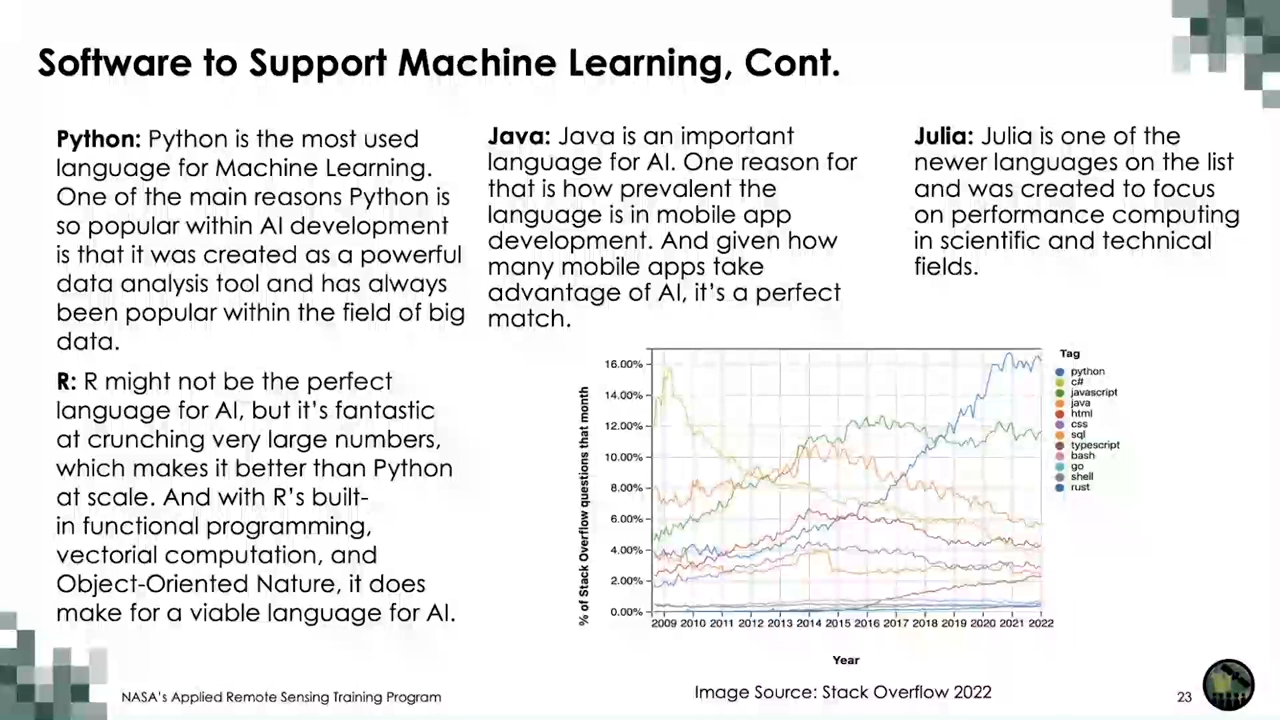 Software to Support Machine Learning, Cont.
Python: Python is the most used
language for Machine Learning.
One of the main reasons Python is
so popular within AI development
is that it was created as a powerful
data analysis tool and has always
been popular within the field of big
data.
R: R might not be the perfect
language for AI, but it’s fantastic
at crunching very large numbers,
which makes it better than Python
at scale. And with R’s built-
in functional programming,
vectorial computation, and
Object-Oriented Nature, it does
make for a viable language for AI.
Java: Java is an important
language for AI. One reason for
that is how prevalent the
language is in mobile app
development. And given how
many mobile apps take
advantage of AI, it’s a perfect
match.
Julia: Julia is one of the
newer languages on the list
and was created to focus
on performance computing
in scientific and technical
fields.
% of Stack Overflow questions that month
16.00%
14.00%
12.00%
10.00%
8.00%
6.00%
4.00%
2.00%
0.00%
2009 2010 2011 2012 2013 2014 2015 2016 2017 2018 2019 2020 2021 2022
Year
Tag
python
c#
javascript
java
html
css
sql
typescript
bash
go
shell
rust
NASA’s Applied Remote Sensing Training Program
Image Source: Stack Overflow 2022
23